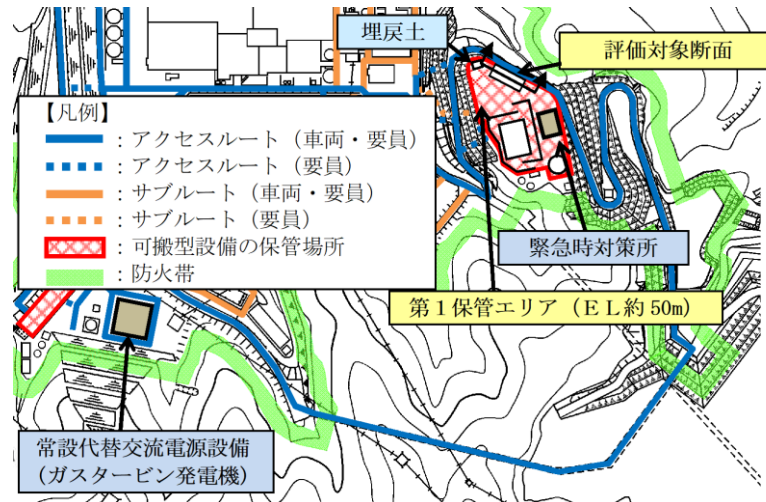 埋戻土
評価対象断面
【凡例】
：アクセスルート（車両・要員）
：アクセスルート（要員）
：サブルート（車両・要員）
：サブルート（要員）
：可搬型設備の保管場所
：防火帯
緊急時対策所
第１保管エリア（ＥＬ約50m）
常設代替交流電源設備
（ガスタービン発電機）